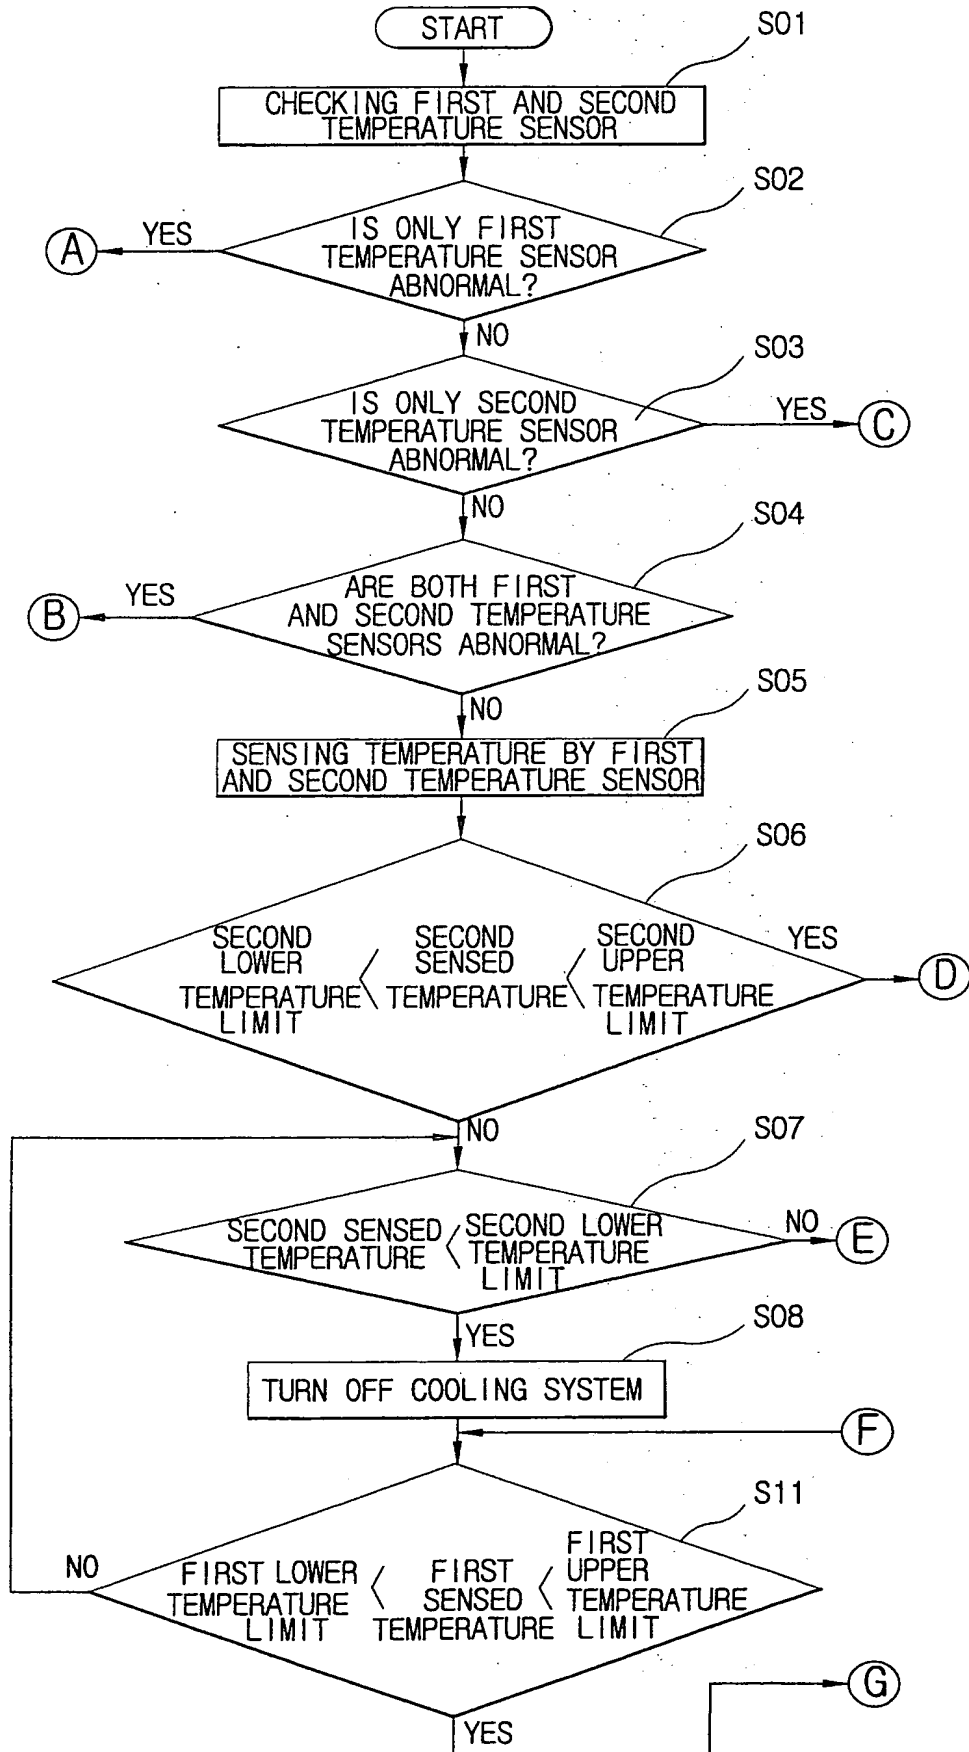 START
S01
CHECKING FIRST AND SECOND
TEMPERATURE SENSOR
S02
IS ONLY FIRST
TEMPERATURE SENSOR
ABNORMAL?
YES
A
NO
S03
IS ONLY SECOND
TEMPERATURE SENSOR
ABNORMAL?
YES
C
NO
S04
ARE BOTH FIRST
AND SECOND TEMPERATURE
SENSORS ABNORMAL?
YES
B
NO
S05
SENSING TEMPERATURE BY FIRST
AND SECOND TEMPERATURE SENSOR
S06
SECOND
LOWER
TEMPERATURE
LIMIT
<
SECOND
SENSED
TEMPERATURE
<
SECOND
UPPER
TEMPERATURE
LIMIT
YES
D
NO
S07
SECOND SENSED
TEMPERATURE
<
SECOND LOWER
TEMPERATURE
LIMIT
NO
E
YES
S08
TURN OFF COOLING SYSTEM
F
S11
NO
FIRST LOWER
TEMPERATURE
LIMIT
<
FIRST
SENSED
TEMPERATURE
<
FIRST
UPPER
TEMPERATURE
LIMIT
G
YES